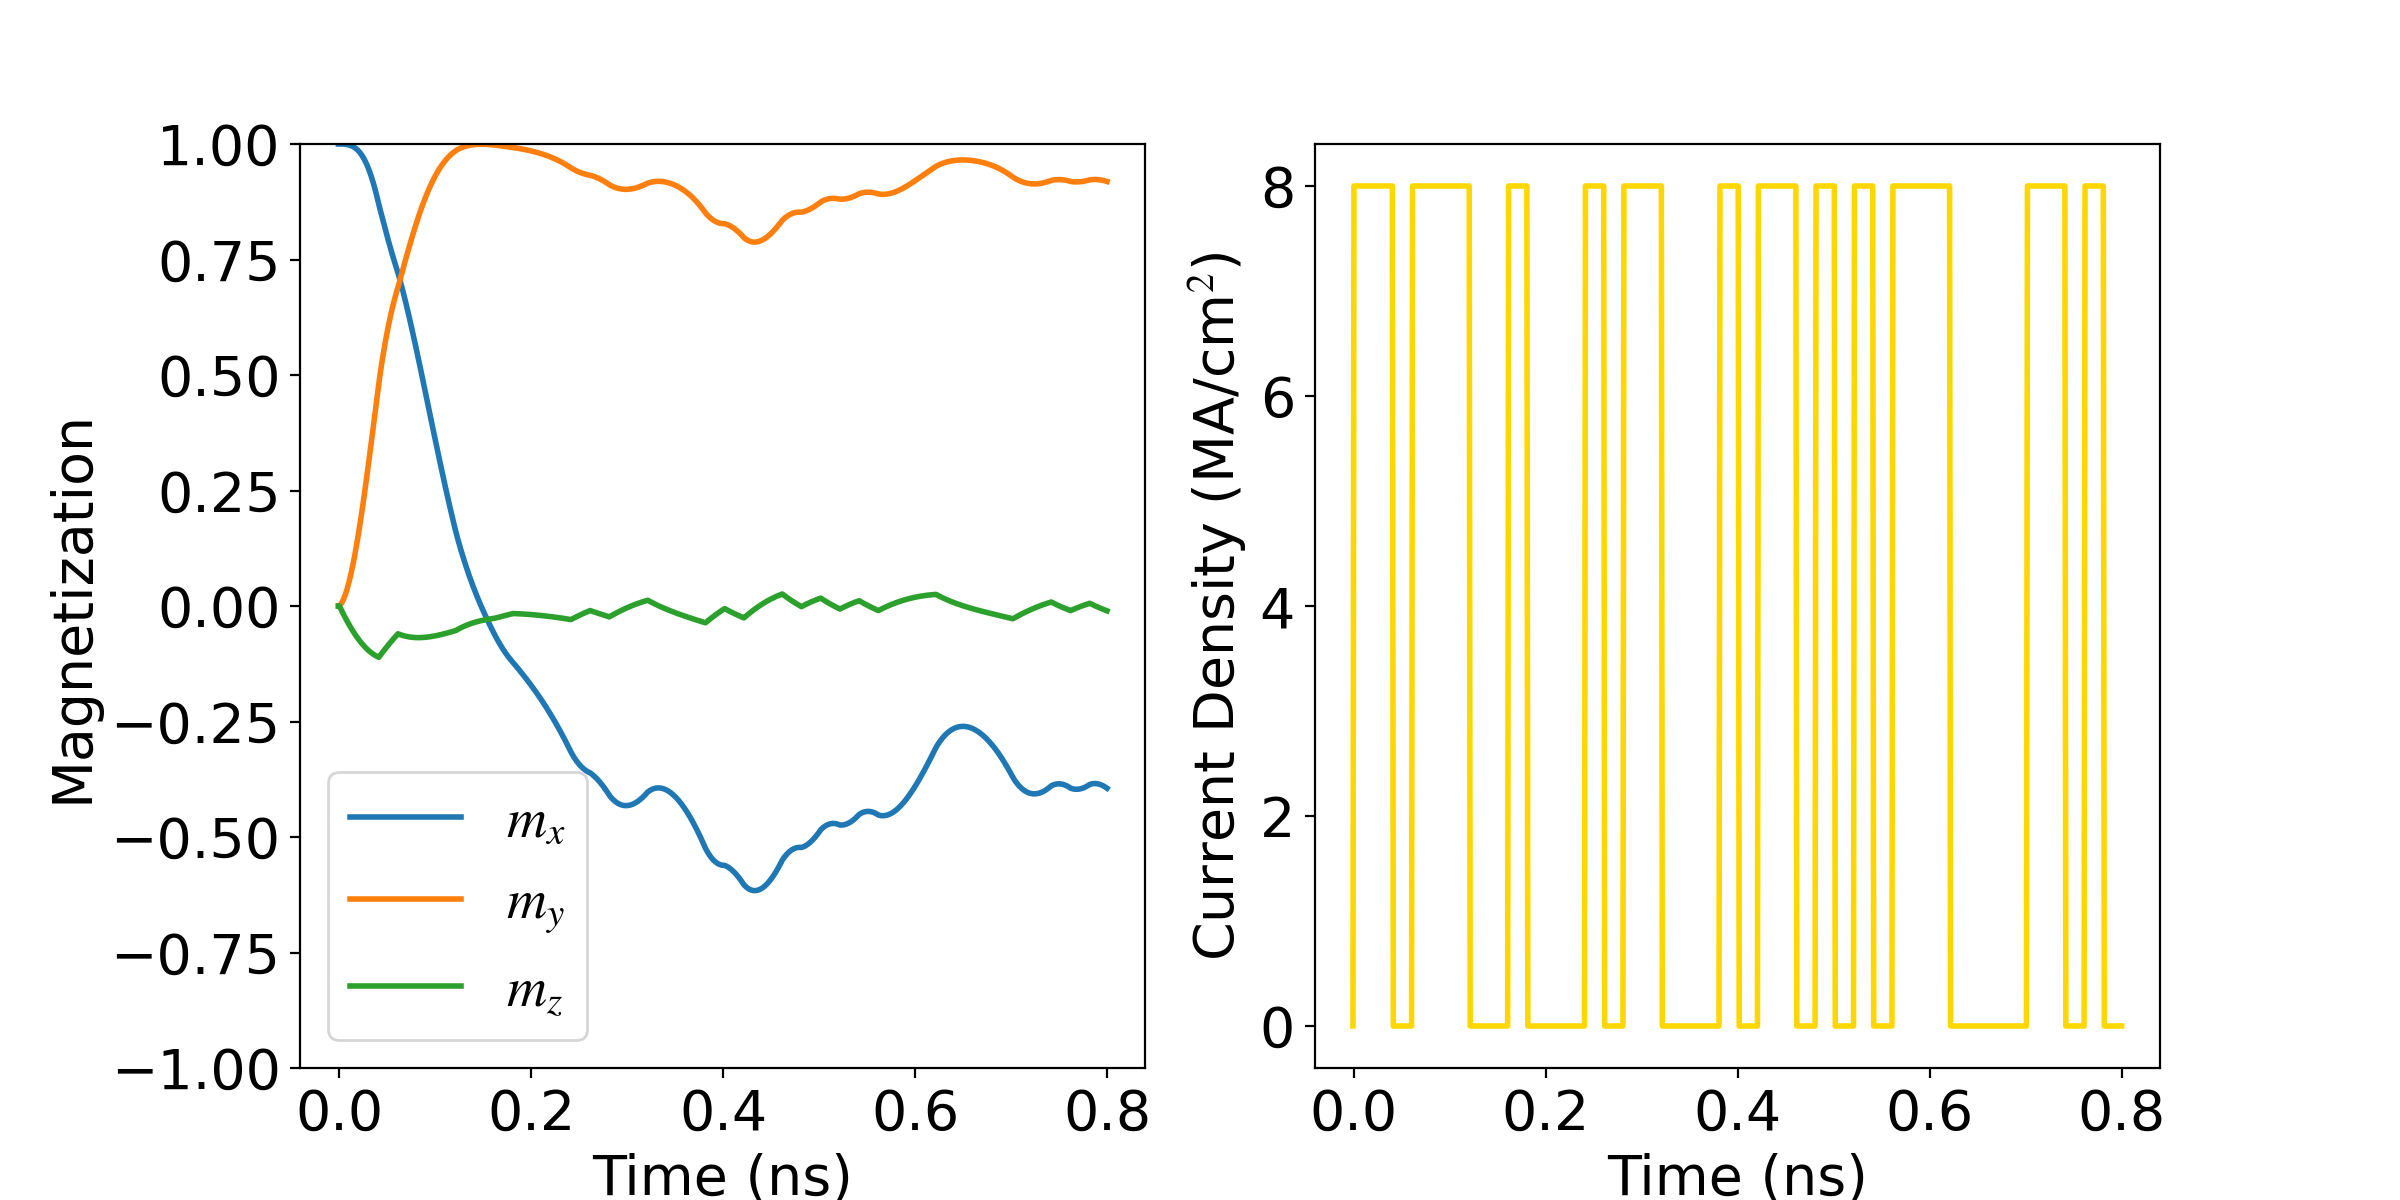 Magnetization
1.00
0.75
0.50
0.25
0.00
−0.25
−0.50
−0.75
−1.00
m_x
m_y
m_z
0.0 0.2 0.4 0.6 0.8
Time (ns)
Current Density (MA/cm²)
8
6
4
2
0
0.0 0.2 0.4 0.6 0.8
Time (ns)